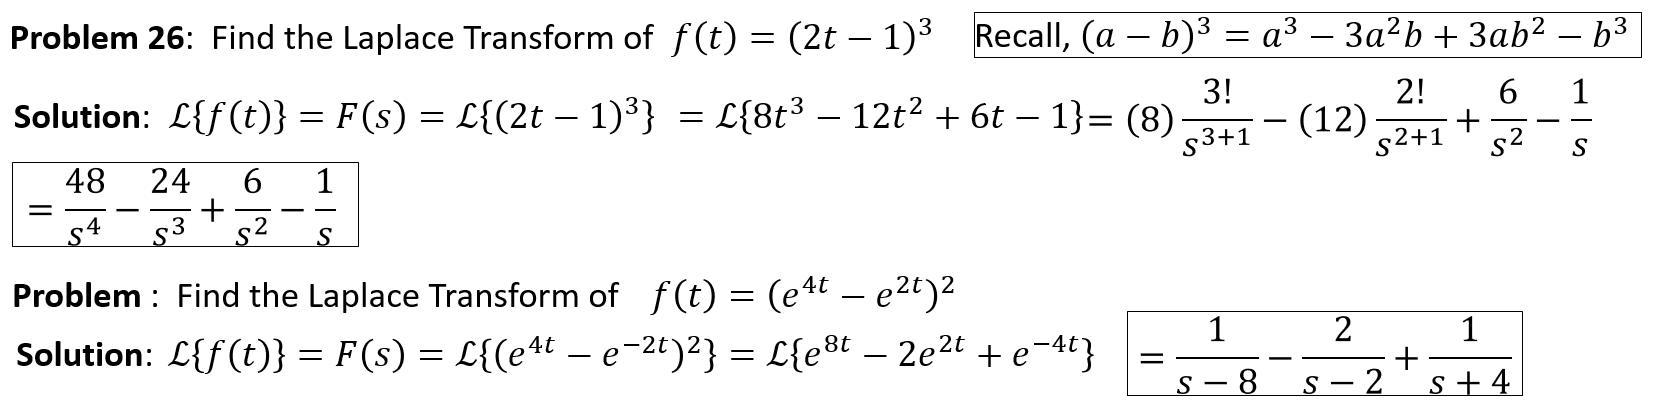 Problem 26: Find the Laplace Transform of f(t) = (2t − 1)³ Recall, (a − b)³ = a³ − 3a²b + 3ab² − b³
Solution: ℒ{f(t)} = F(s) = ℒ{(2t − 1)³} = ℒ{8t³ − 12t² + 6t − 1}= (8) 3!/s³⁺¹ − (12) 2!/s²⁺¹ + 6/s² − 1/s
= 48/s⁴ − 24/s³ + 6/s² − 1/s
Problem : Find the Laplace Transform of f(t) = (e⁴ᵗ − e²ᵗ)²
Solution: ℒ{f(t)} = F(s) = ℒ{(e⁴ᵗ − e⁻²ᵗ)²} = ℒ{e⁸ᵗ − 2e²ᵗ + e⁻⁴ᵗ} = 1/(s − 8) − 2/(s − 2) + 1/(s + 4)